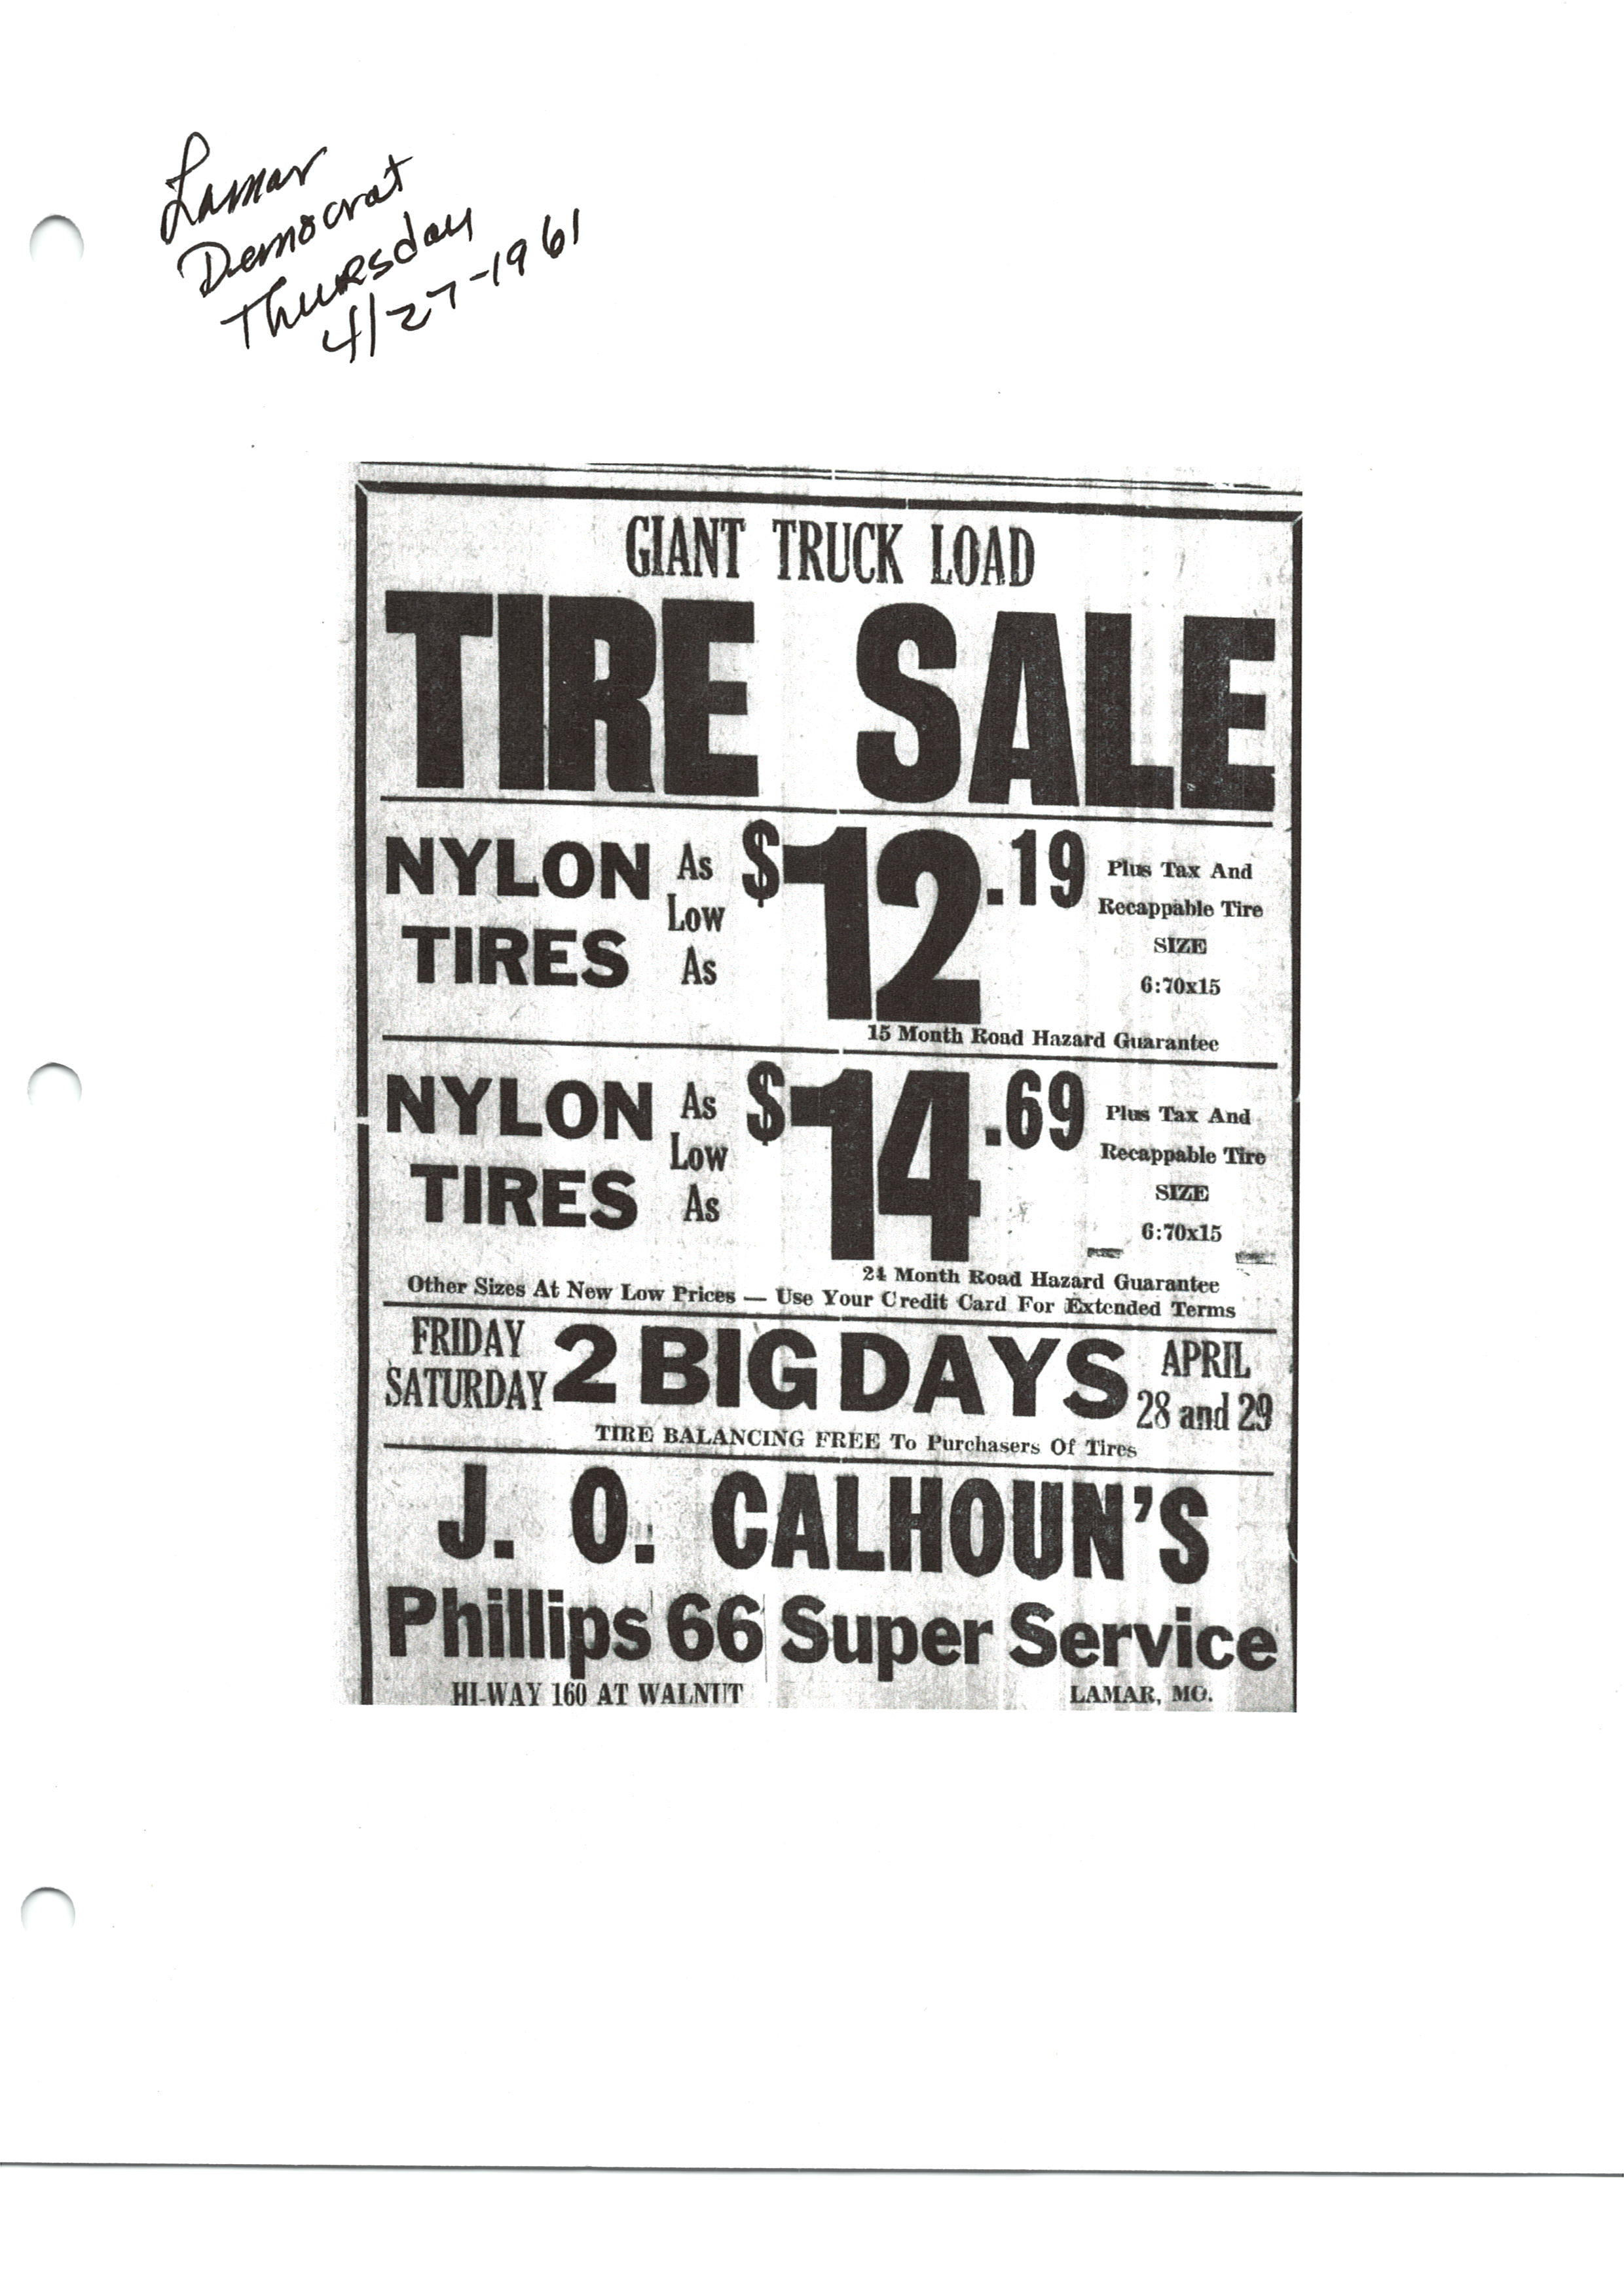 Lamar
Democrat
Thursday
4/27-1961
GIANT TRUCK LOAD
TIRE SALE
NYLON TIRES As Low As $12.19 Plus Tax And Recappable Tire SIZE 6:70x15
15 Month Road Hazard Guarantee
NYLON TIRES As Low As $14.69 Plus Tax And Recappable Tire SIZE 6:70x15
24 Month Road Hazard Guarantee
Other Sizes At New Low Prices — Use Your Credit Card For Extended Terms
FRIDAY SATURDAY 2 BIG DAYS APRIL 28 and 29
TIRE BALANCING FREE To Purchasers Of Tires
J. O. CALHOUN'S
Phillips 66 Super Service
HI-WAY 160 AT WALNUT LAMAR, MO.